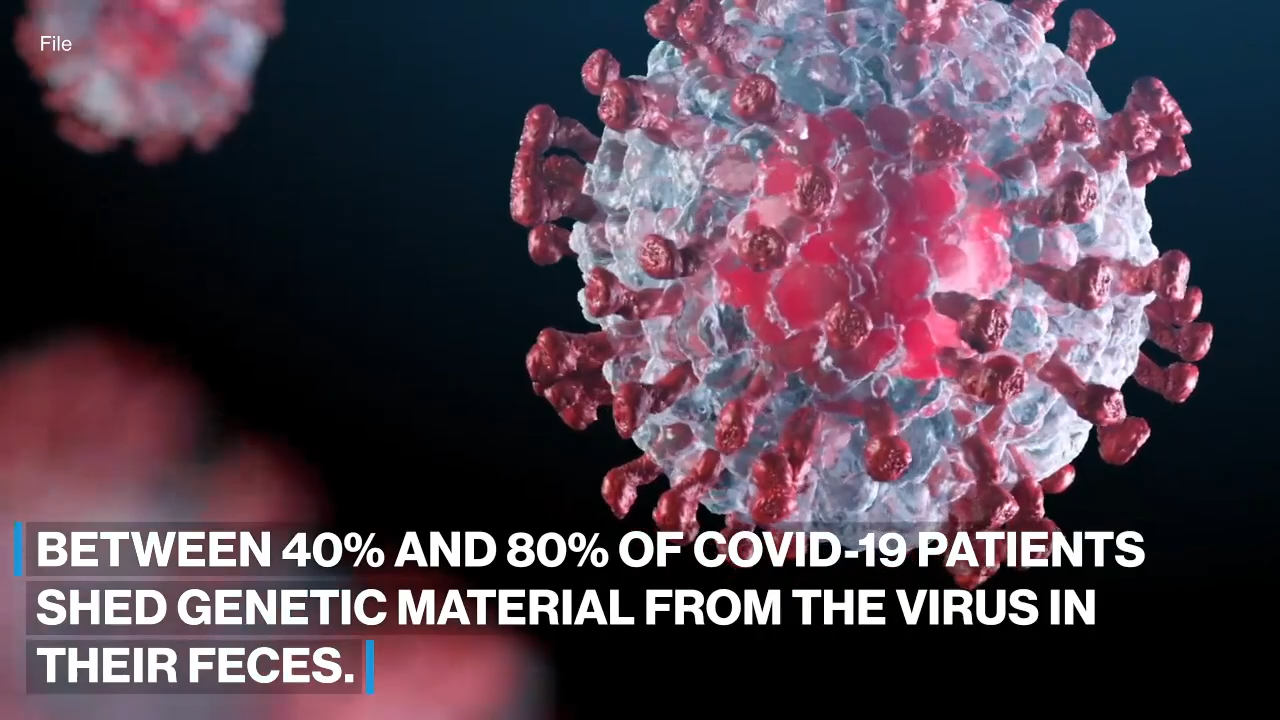 File
BETWEEN 40% AND 80% OF COVID-19 PATIENTS
SHED GENETIC MATERIAL FROM THE VIRUS IN
THEIR FECES.